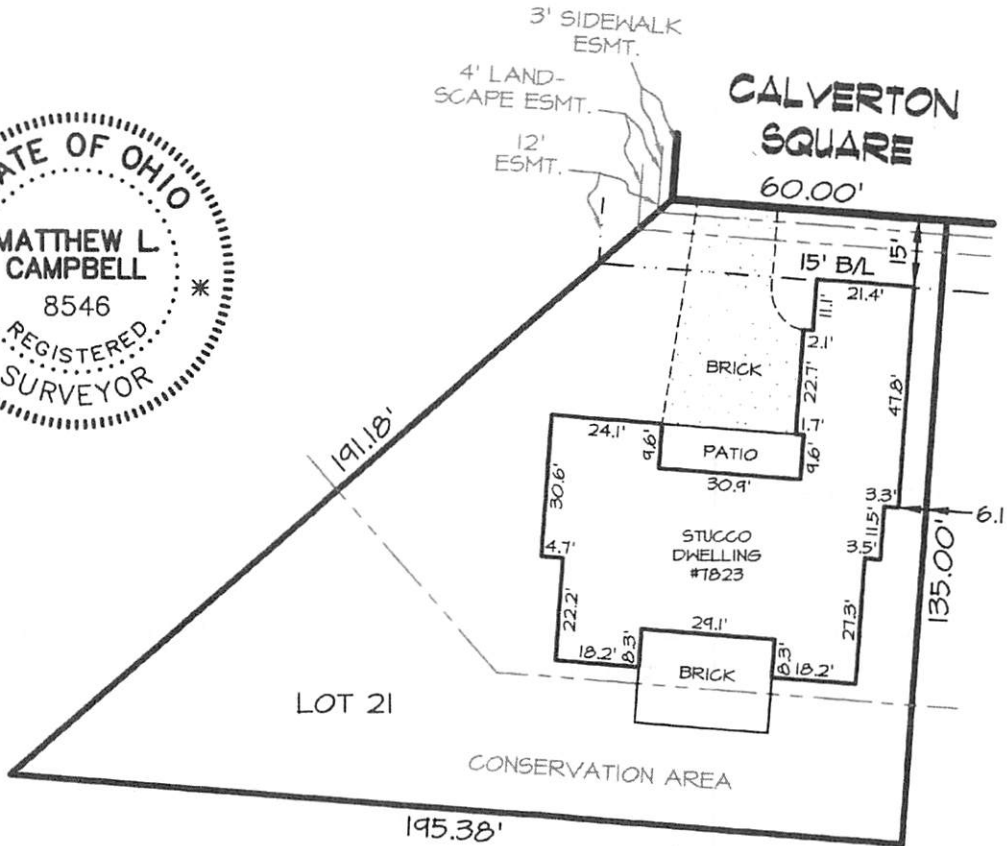 3' SIDEWALK
ESMT.
4' LAND-
SCAPE ESMT.
12'
ESMT.
CALVERTON
SQUARE
60.00'
ATE OF OHIO
MATTHEW L.
CAMPBELL
8546
REGISTERED
SURVEYOR
*
15'
15' B/L
21.4'
11.1'
2.1'
BRICK
22.7'
47.8'
1.7'
191.18'
24.1'
9.6'
PATIO
9.6'
30.9'
30.6'
3.3'
6.1
11.5'
STUCCO
DWELLING
#7823
4.7'
3.5'
135.00'
22.2'
29.1'
27.3'
18.2'
8.3'
BRICK
8.3'
18.2'
LOT 21
CONSERVATION AREA
195.38'